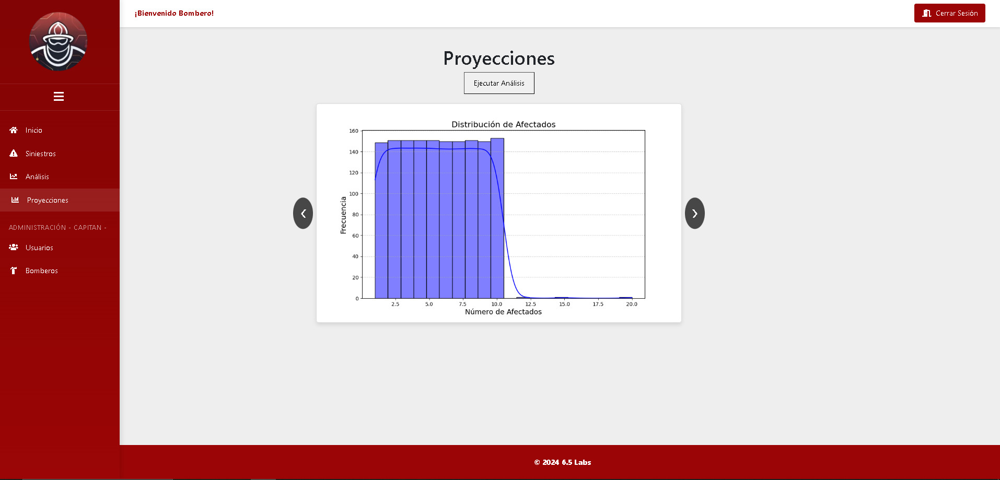 ¡Bienvenido Bombero!
Cerrar Sesión
Inicio
Siniestros
Análisis
Proyecciones
ADMINISTRACIÓN - CAPITAN -
Usuarios
Bomberos
Proyecciones
Ejecutar Análisis
Distribución de Afectados
160
140
120
100
80
60
40
20
0
Frecuencia
2.5 5.0 7.5 10.0 12.5 15.0 17.5 20.0
Número de Afectados
© 2024 6.5 Labs